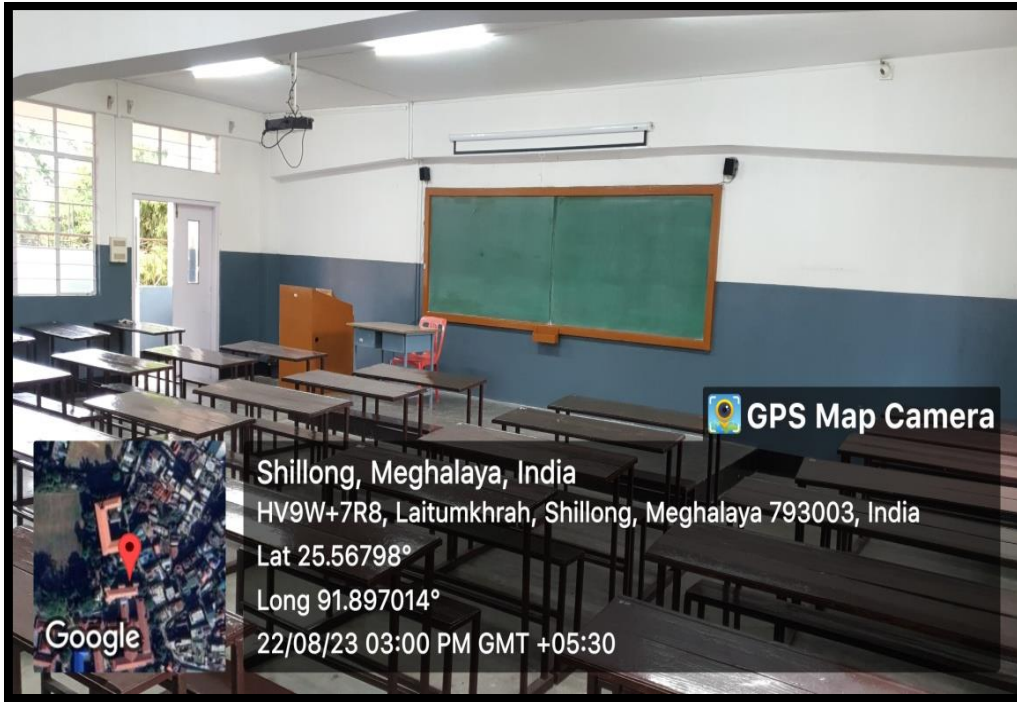 GPS Map Camera
Shillong, Meghalaya, India
HV9W+7R8, Laitumkhrah, Shillong, Meghalaya 793003, India
Lat 25.56798°
Long 91.897014°
22/08/23 03:00 PM GMT +05:30
Google